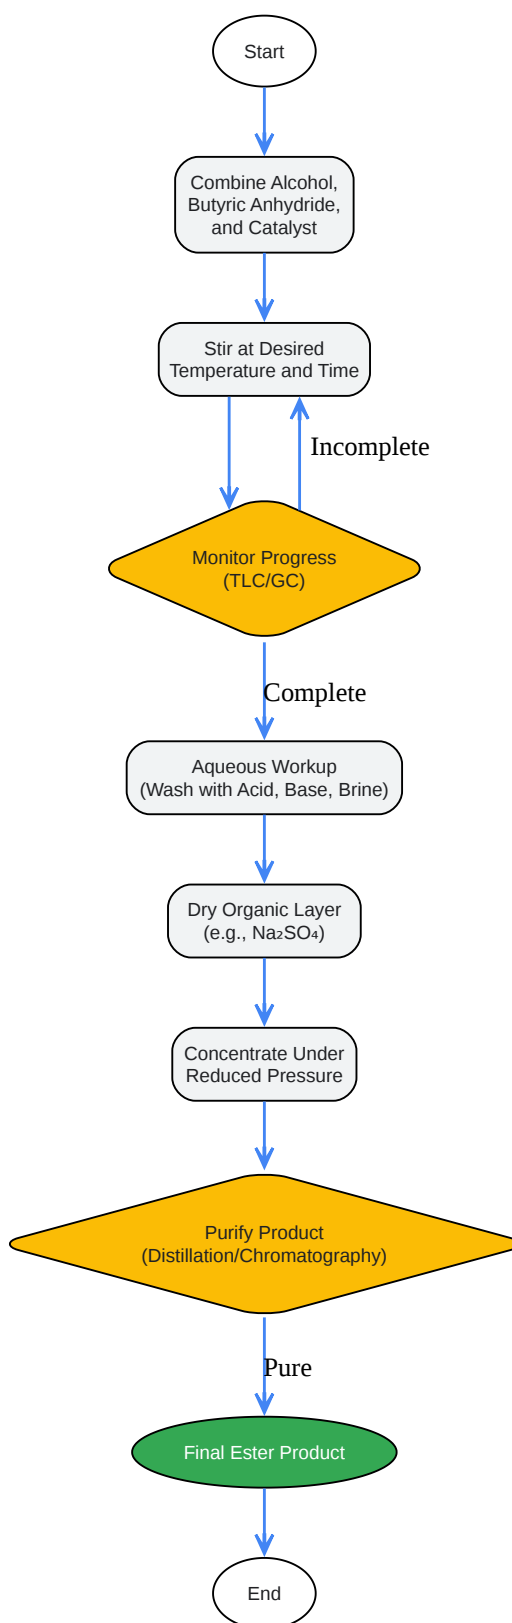 Start
Combine Alcohol,
Butyric Anhydride,
and Catalyst
Stir at Desired
Temperature and Time
Incomplete
Monitor Progress
(TLC/GC)
Complete
Aqueous Workup
(Wash with Acid, Base, Brine)
Dry Organic Layer
(e.g., Na₂SO₄)
Concentrate Under
Reduced Pressure
Purify Product
(Distillation/Chromatography)
Pure
Final Ester Product
End